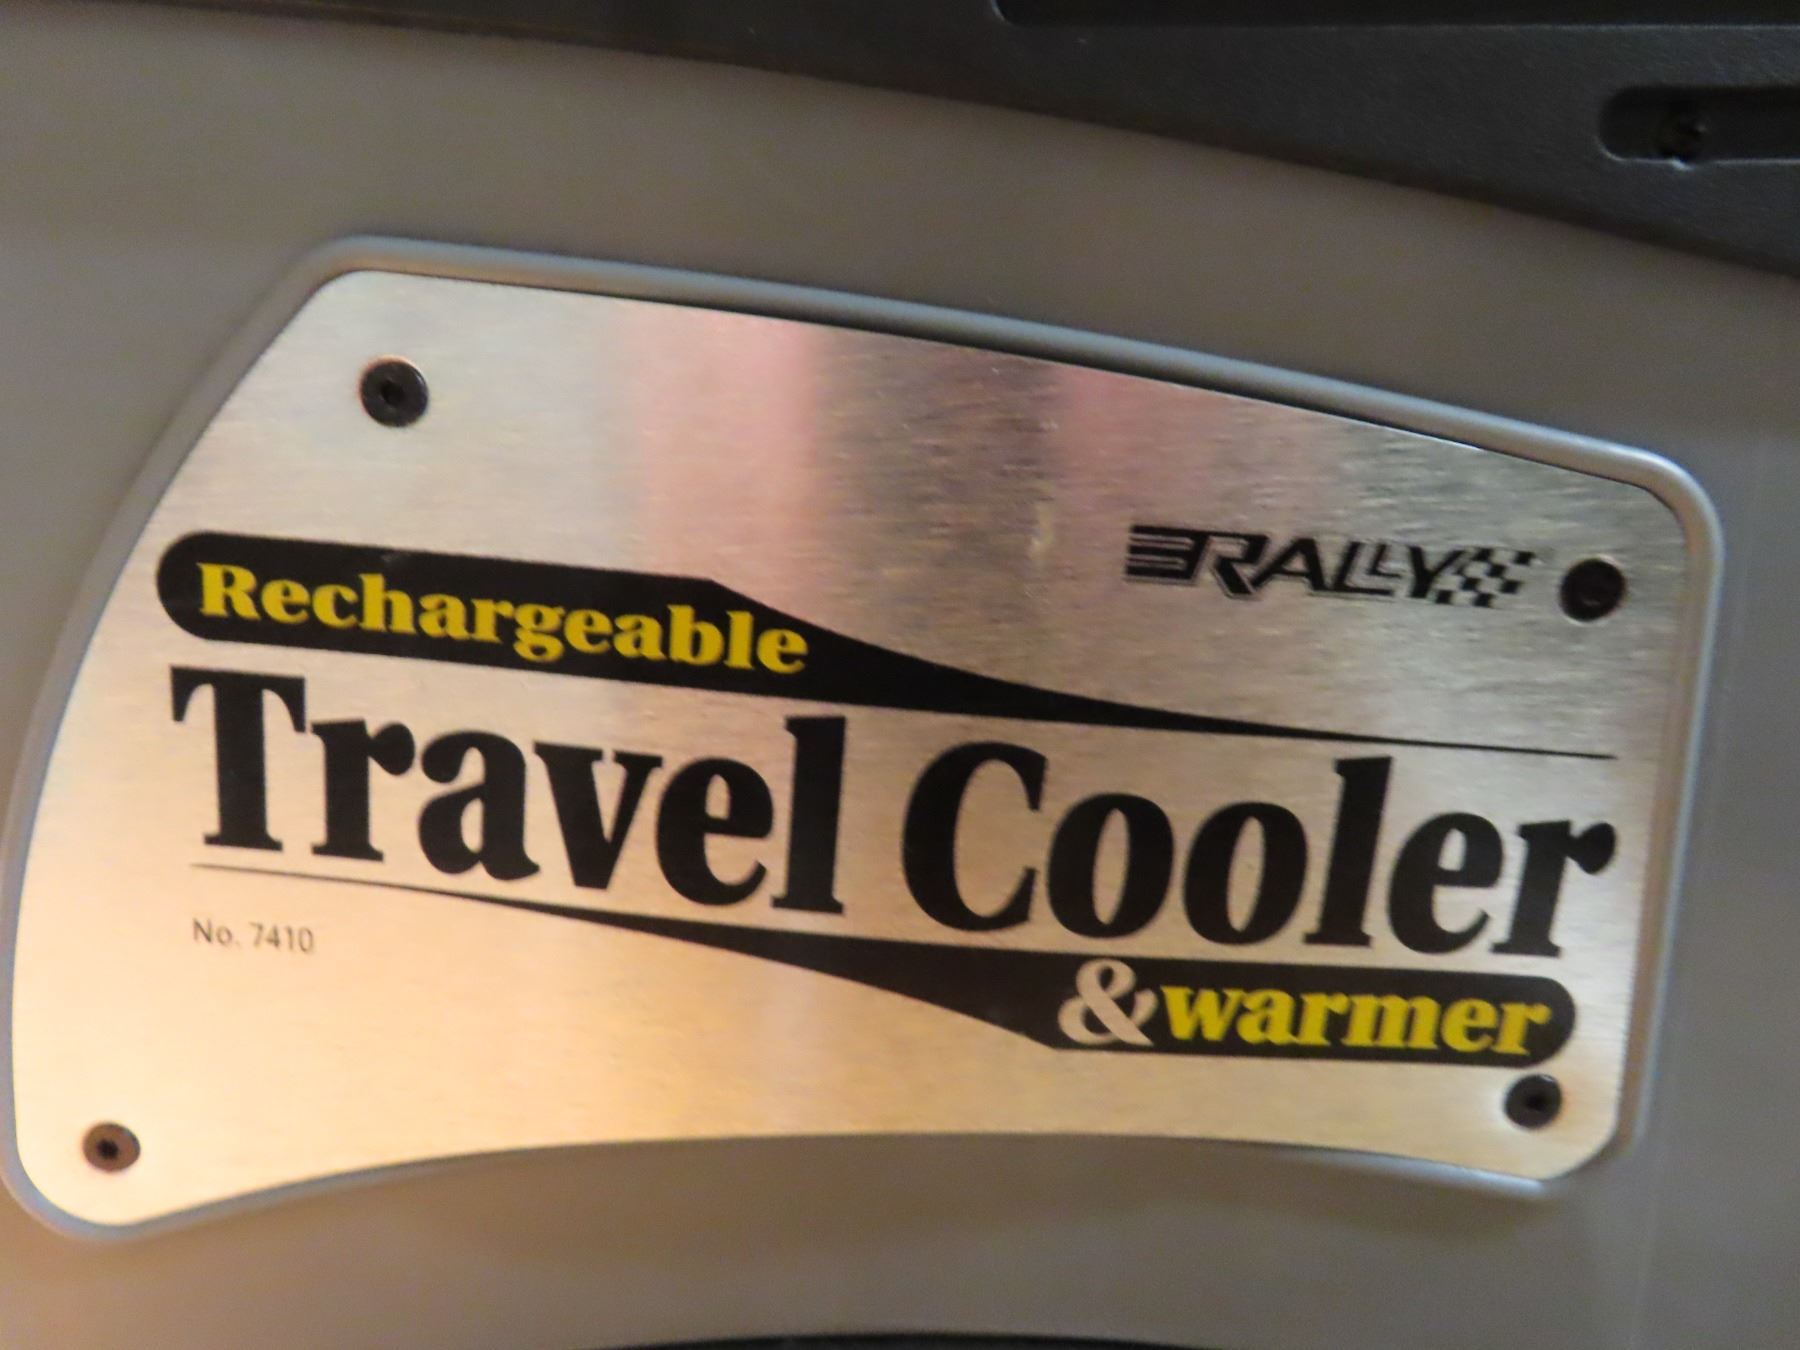 RALLY
Rechargeable
Travel Cooler
&warmer
No. 7410